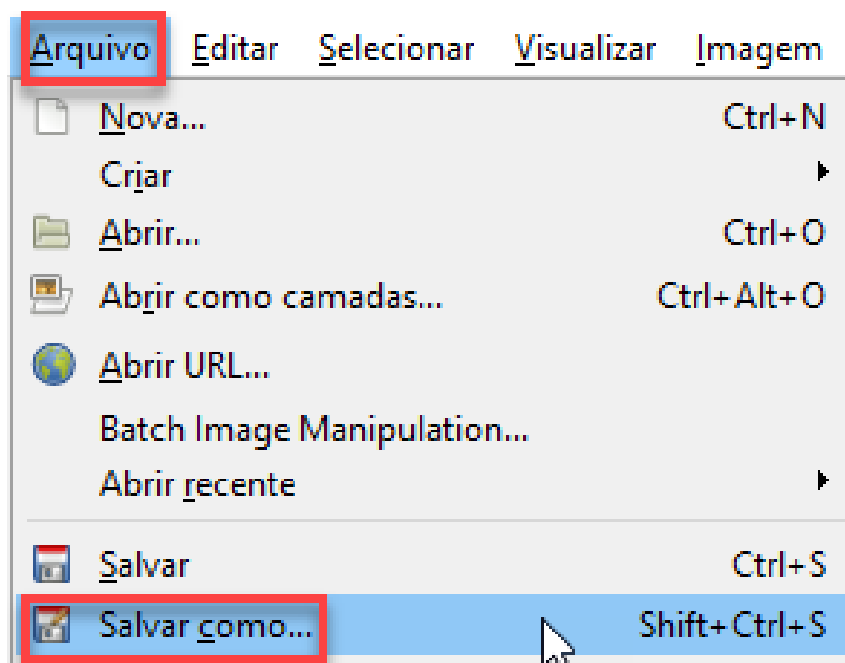 Arquivo Editar Selecionar Visualizar Imagem
Nova... Ctrl+N
Criar
Abrir... Ctrl+O
Abrir como camadas... Ctrl+Alt+O
Abrir URL...
Batch Image Manipulation...
Abrir recente
Salvar Ctrl+S
Salvar como... Shift+Ctrl+S